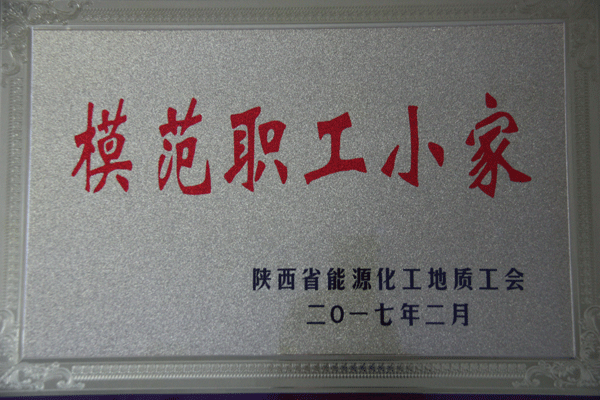 模范职工小家
陕西省能源化工地质工会
二0一七年二月